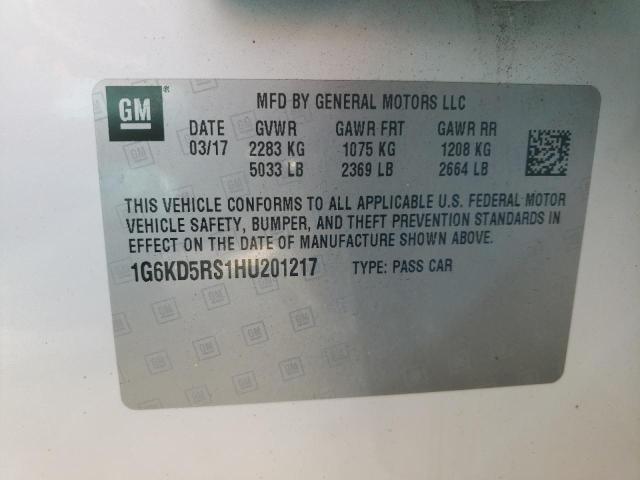 GM®
MFD BY GENERAL MOTORS LLC
DATE GVWR GAWR FRT GAWR RR
03/17 2283 KG 1075 KG 1208 KG
5033 LB 2369 LB 2664 LB
THIS VEHICLE CONFORMS TO ALL APPLICABLE U.S. FEDERAL MOTOR
VEHICLE SAFETY, BUMPER, AND THEFT PREVENTION STANDARDS IN
EFFECT ON THE DATE OF MANUFACTURE SHOWN ABOVE.
1G6KD5RS1HU201217 TYPE: PASS CAR